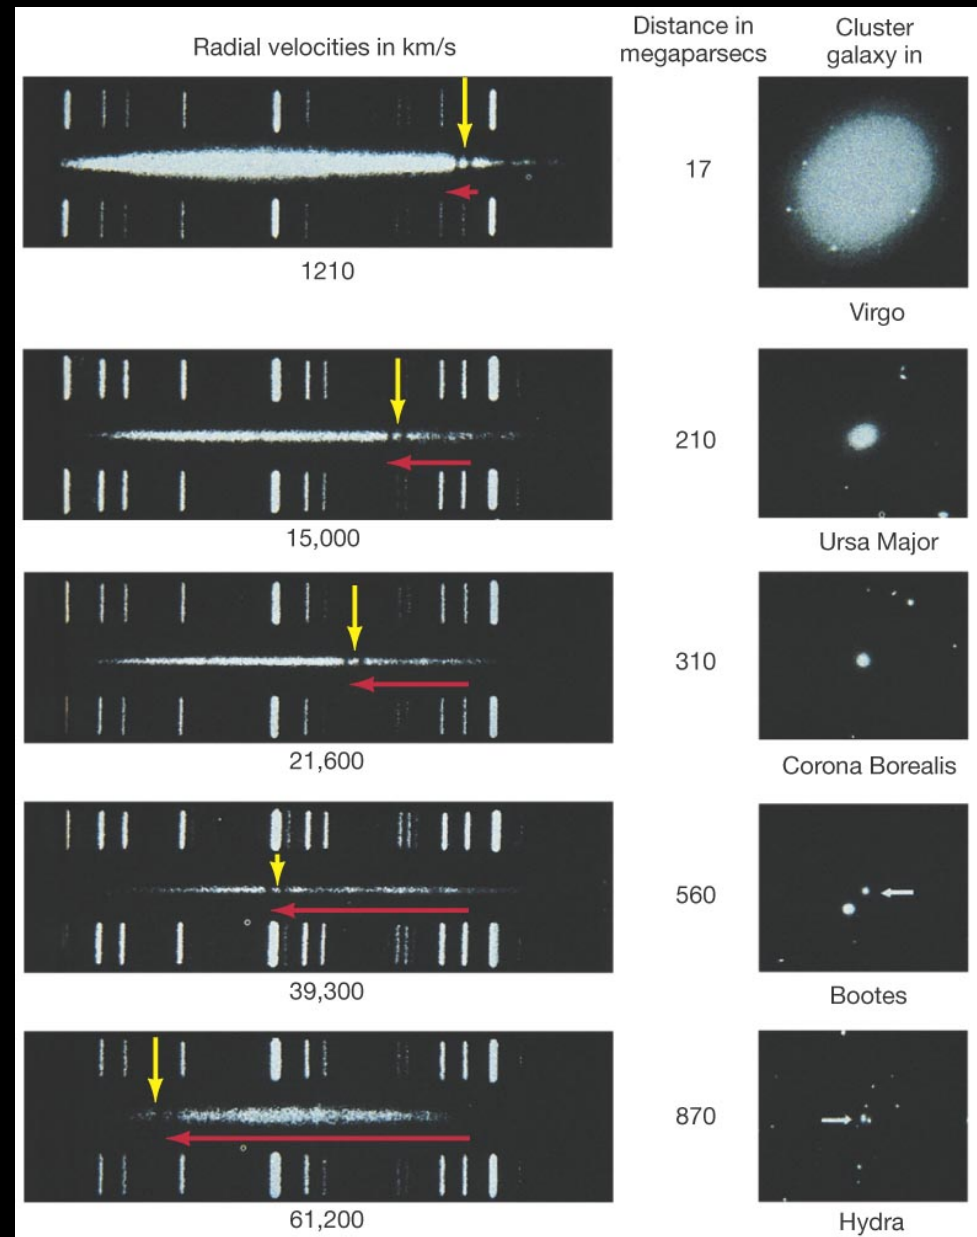 Radial velocities in km/s
Distance in
megaparsecs
Cluster
galaxy in
1210
17
Virgo
15,000
210
Ursa Major
21,600
310
Corona Borealis
39,300
560
Bootes
61,200
870
Hydra